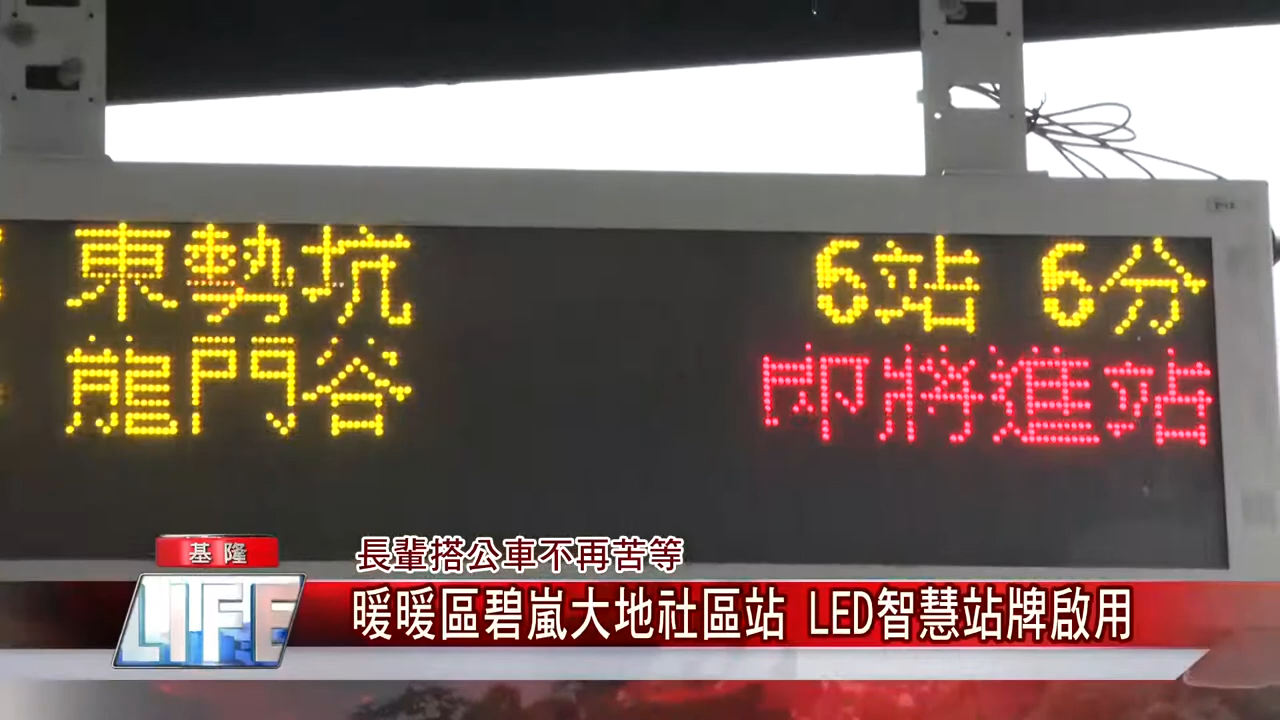 東勢坑 6站 6分
龍門谷 即將進站
基隆
長輩搭公車不再苦等
LIFE
暖暖區碧嵐大地社區站 LED智慧站牌啟用